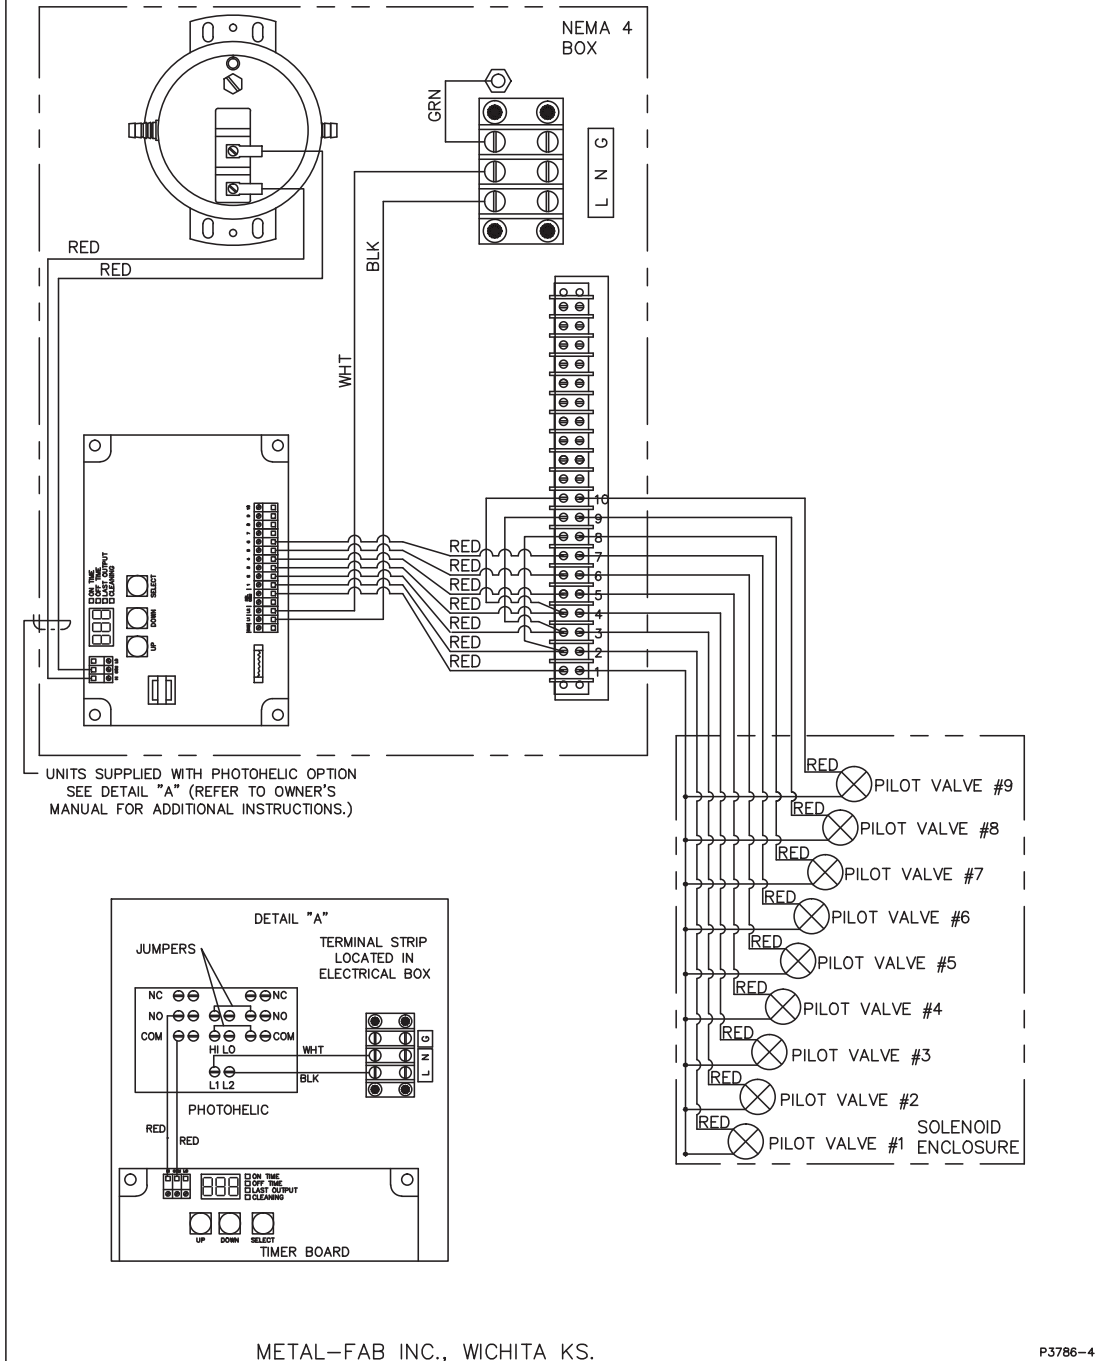 NEMA 4
BOX
GRN
G
N
L
RED
RED
BLK
WHT
10
9
8
7
6
5
4
3
2
1
RED
RED
RED
RED
RED
RED
RED
ON TIME
OFF TIME
LAST OUTPUT
CLEANING
SELECT
DOWN
UP
UNITS SUPPLIED WITH PHOTOHELIC OPTION
SEE DETAIL "A" (REFER TO OWNER'S
MANUAL FOR ADDITIONAL INSTRUCTIONS.)
RED
PILOT VALVE #9
RED
PILOT VALVE #8
RED
PILOT VALVE #7
RED
PILOT VALVE #6
RED
PILOT VALVE #5
RED
PILOT VALVE #4
RED
PILOT VALVE #3
RED
PILOT VALVE #2
RED
PILOT VALVE #1
SOLENOID
ENCLOSURE
DETAIL "A"
JUMPERS
TERMINAL STRIP
LOCATED IN
ELECTRICAL BOX
NC NC
NO NO
COM COM
HI LO
L1 L2
WHT
BLK
G
N
L
PHOTOHELIC
RED
RED
ON TIME
OFF TIME
LAST OUTPUT
CLEANING
UP DOWN SELECT
TIMER BOARD
METAL-FAB INC., WICHITA KS.
P3786-4